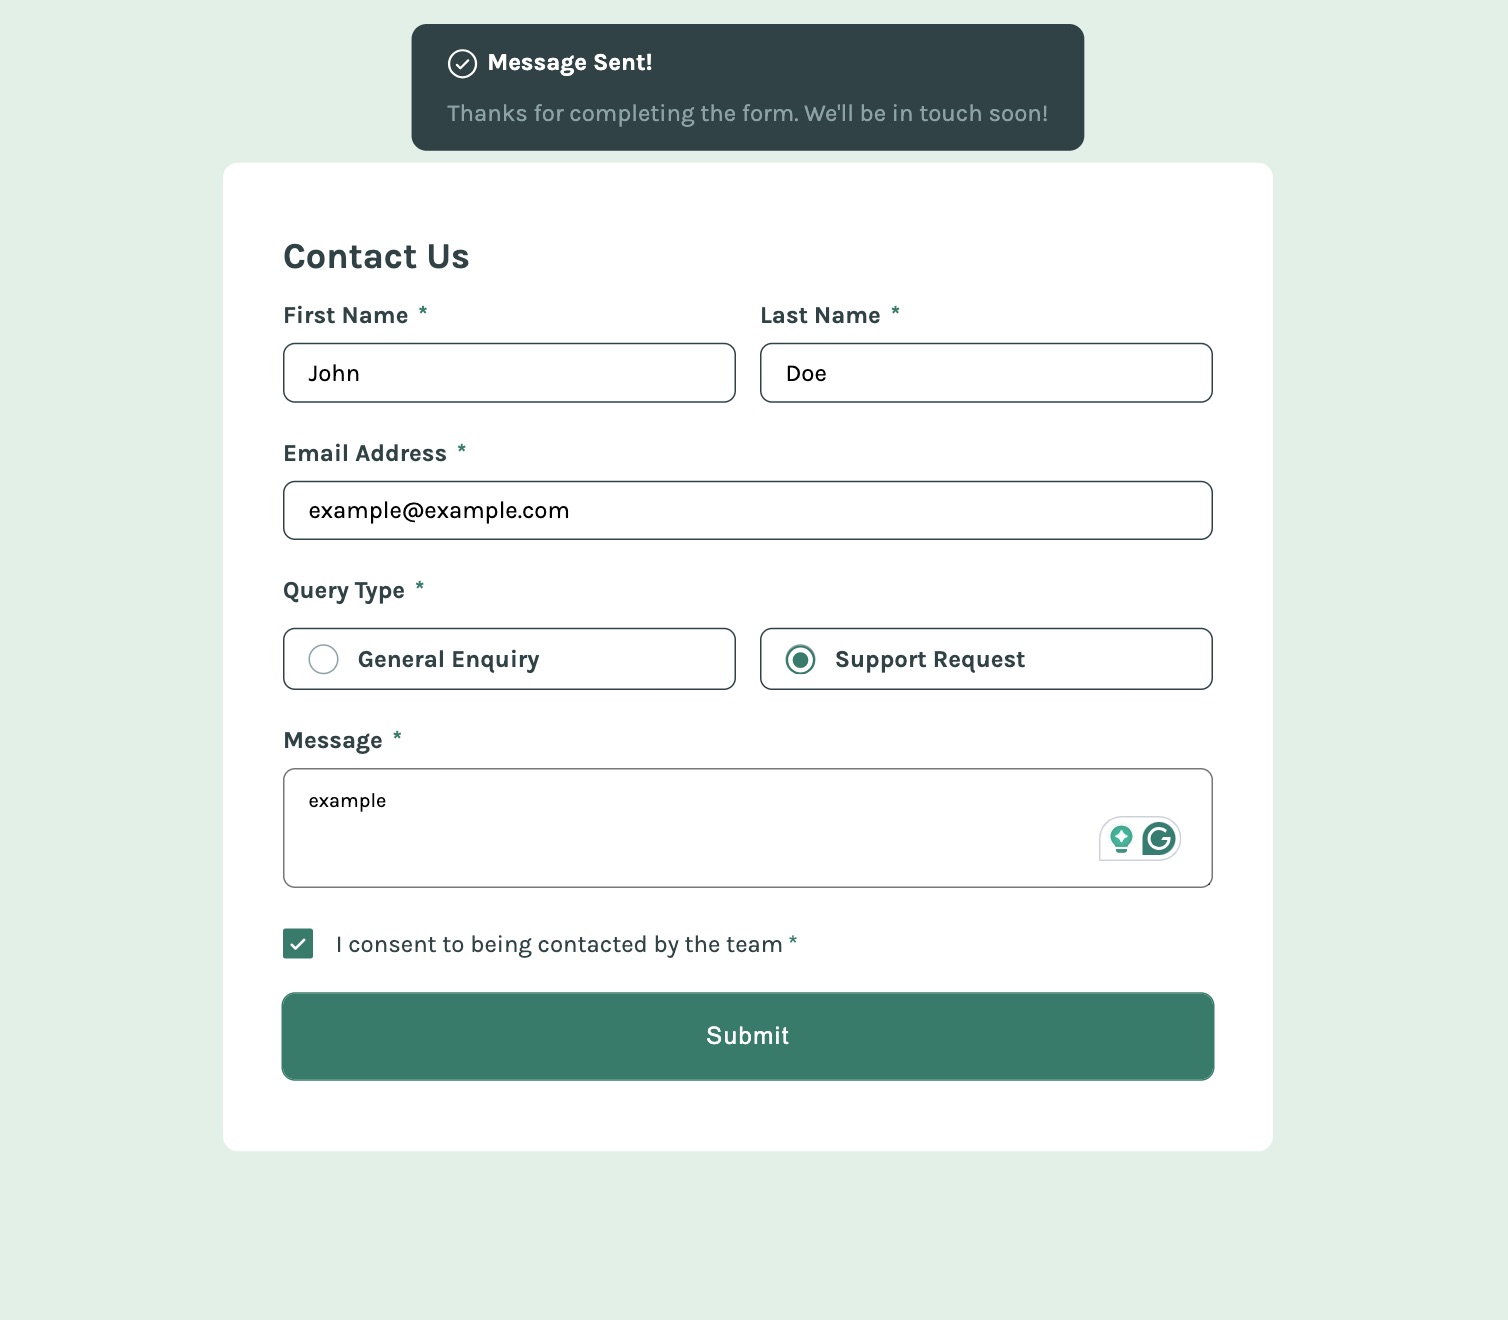 Message Sent!
Thanks for completing the form. We'll be in touch soon!
Contact Us
First Name *
Last Name *
John
Doe
Email Address *
example@example.com
Query Type *
General Enquiry
Support Request
Message *
example
I consent to being contacted by the team *
Submit